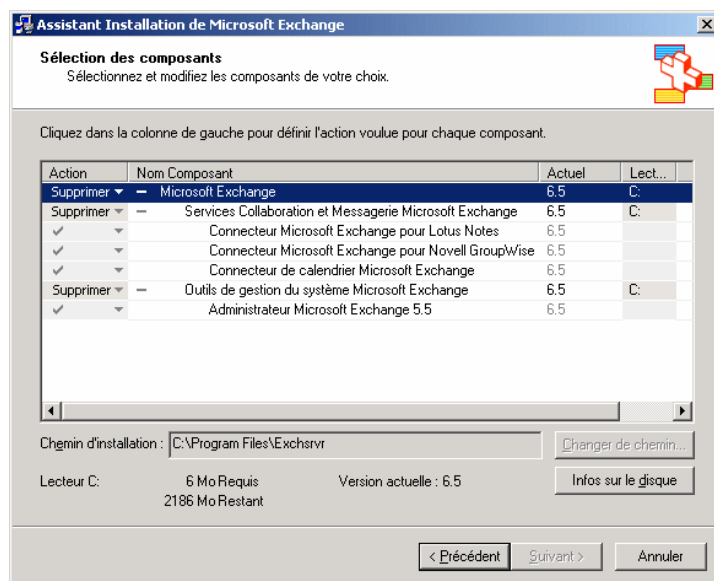 Assistant Installation de Microsoft Exchange
Sélection des composants
Sélectionnez et modifiez les composants de votre choix.
Cliquez dans la colonne de gauche pour définir l'action voulue pour chaque composant.
Action Nom Composant Actuel Lect...
Supprimer Microsoft Exchange 6.5 C:
Supprimer Services Collaboration et Messagerie Microsoft Exchange 6.5 C:
Connecteur Microsoft Exchange pour Lotus Notes 6.5
Connecteur Microsoft Exchange pour Novell GroupWise 6.5
Connecteur de calendrier Microsoft Exchange 6.5
Supprimer Outils de gestion du système Microsoft Exchange 6.5 C:
Administrateur Microsoft Exchange 5.5 6.5
Chemin d'installation : C:\Program Files\Exchsrvr Changer de chemin...
Lecteur C: 6 Mo Requis Version actuelle : 6.5 Infos sur le disque
2186 Mo Restant
< Précédent Suivant > Annuler